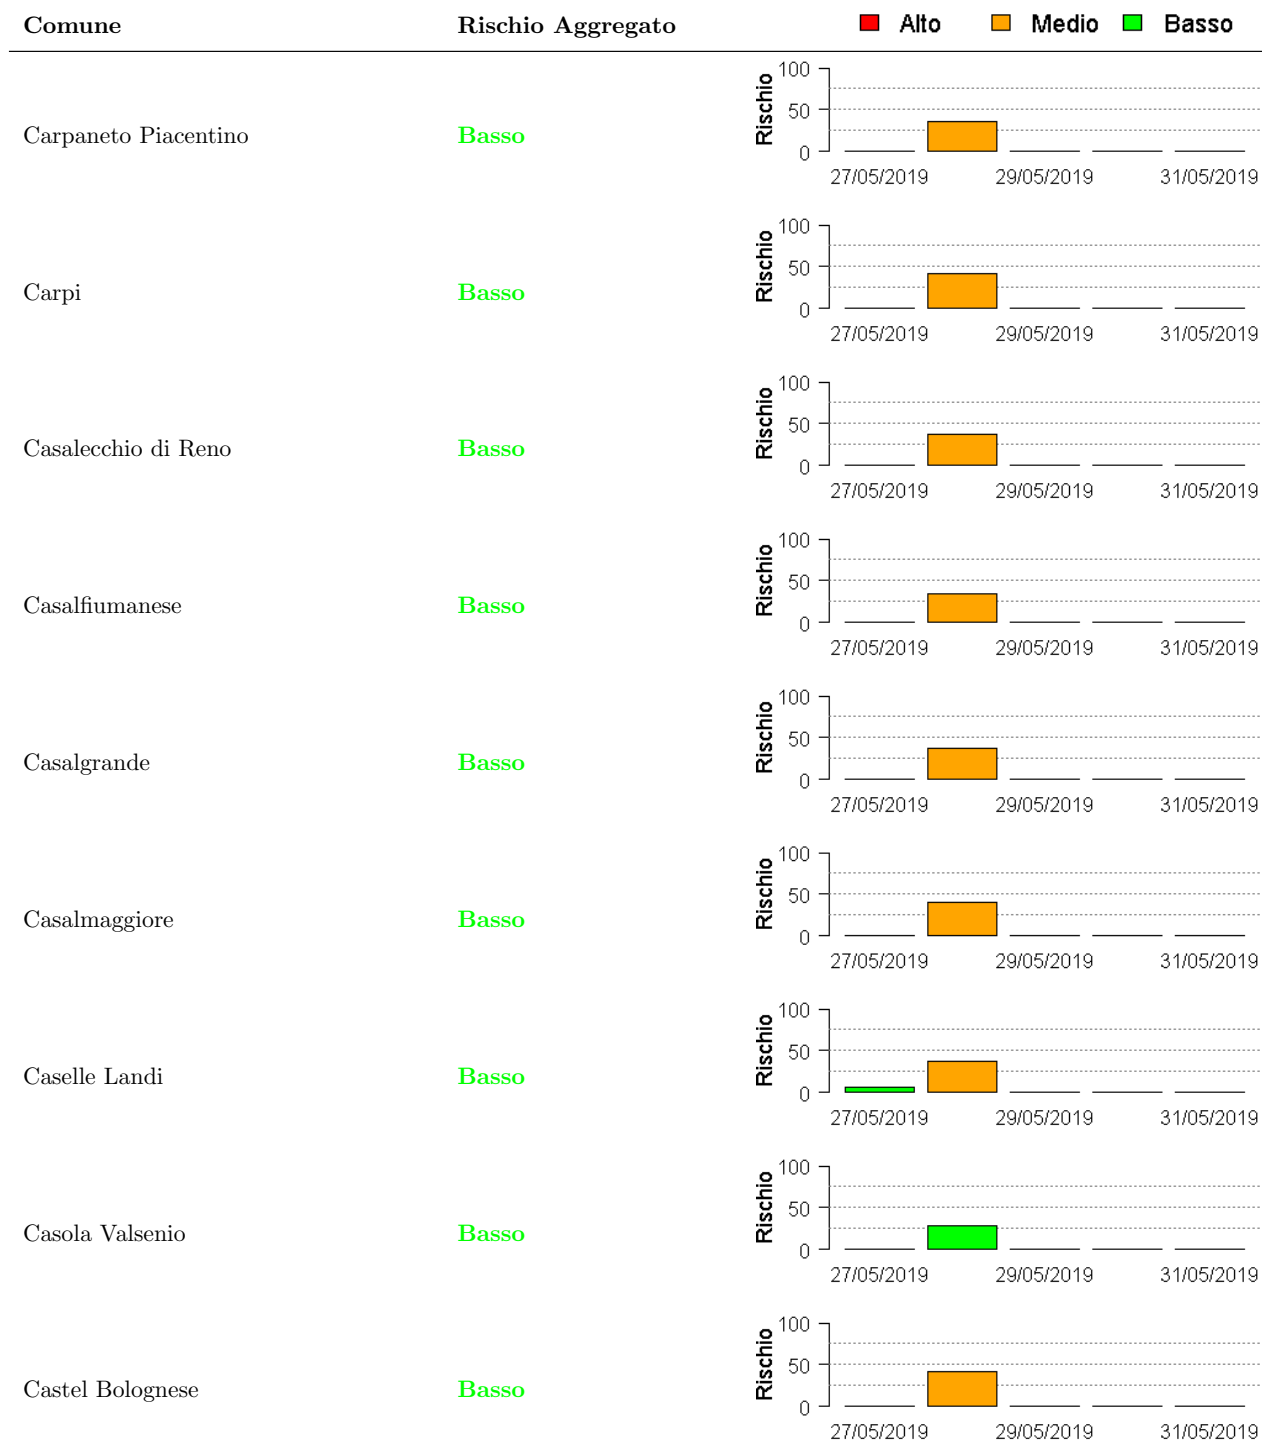 Comune Rischio Aggregato Alto Medio Basso
Carpaneto Piacentino Basso Rischio 100 50 0
27/05/2019 29/05/2019 31/05/2019
Carpi Basso Rischio 100 50 0
27/05/2019 29/05/2019 31/05/2019
Casalecchio di Reno Basso Rischio 100 50 0
27/05/2019 29/05/2019 31/05/2019
Casalfiumanese Basso Rischio 100 50 0
27/05/2019 29/05/2019 31/05/2019
Casalgrande Basso Rischio 100 50 0
27/05/2019 29/05/2019 31/05/2019
Casalmaggiore Basso Rischio 100 50 0
27/05/2019 29/05/2019 31/05/2019
Caselle Landi Basso Rischio 100 50 0
27/05/2019 29/05/2019 31/05/2019
Casola Valsenio Basso Rischio 100 50 0
27/05/2019 29/05/2019 31/05/2019
Castel Bolognese Basso Rischio 100 50 0
27/05/2019 29/05/2019 31/05/2019